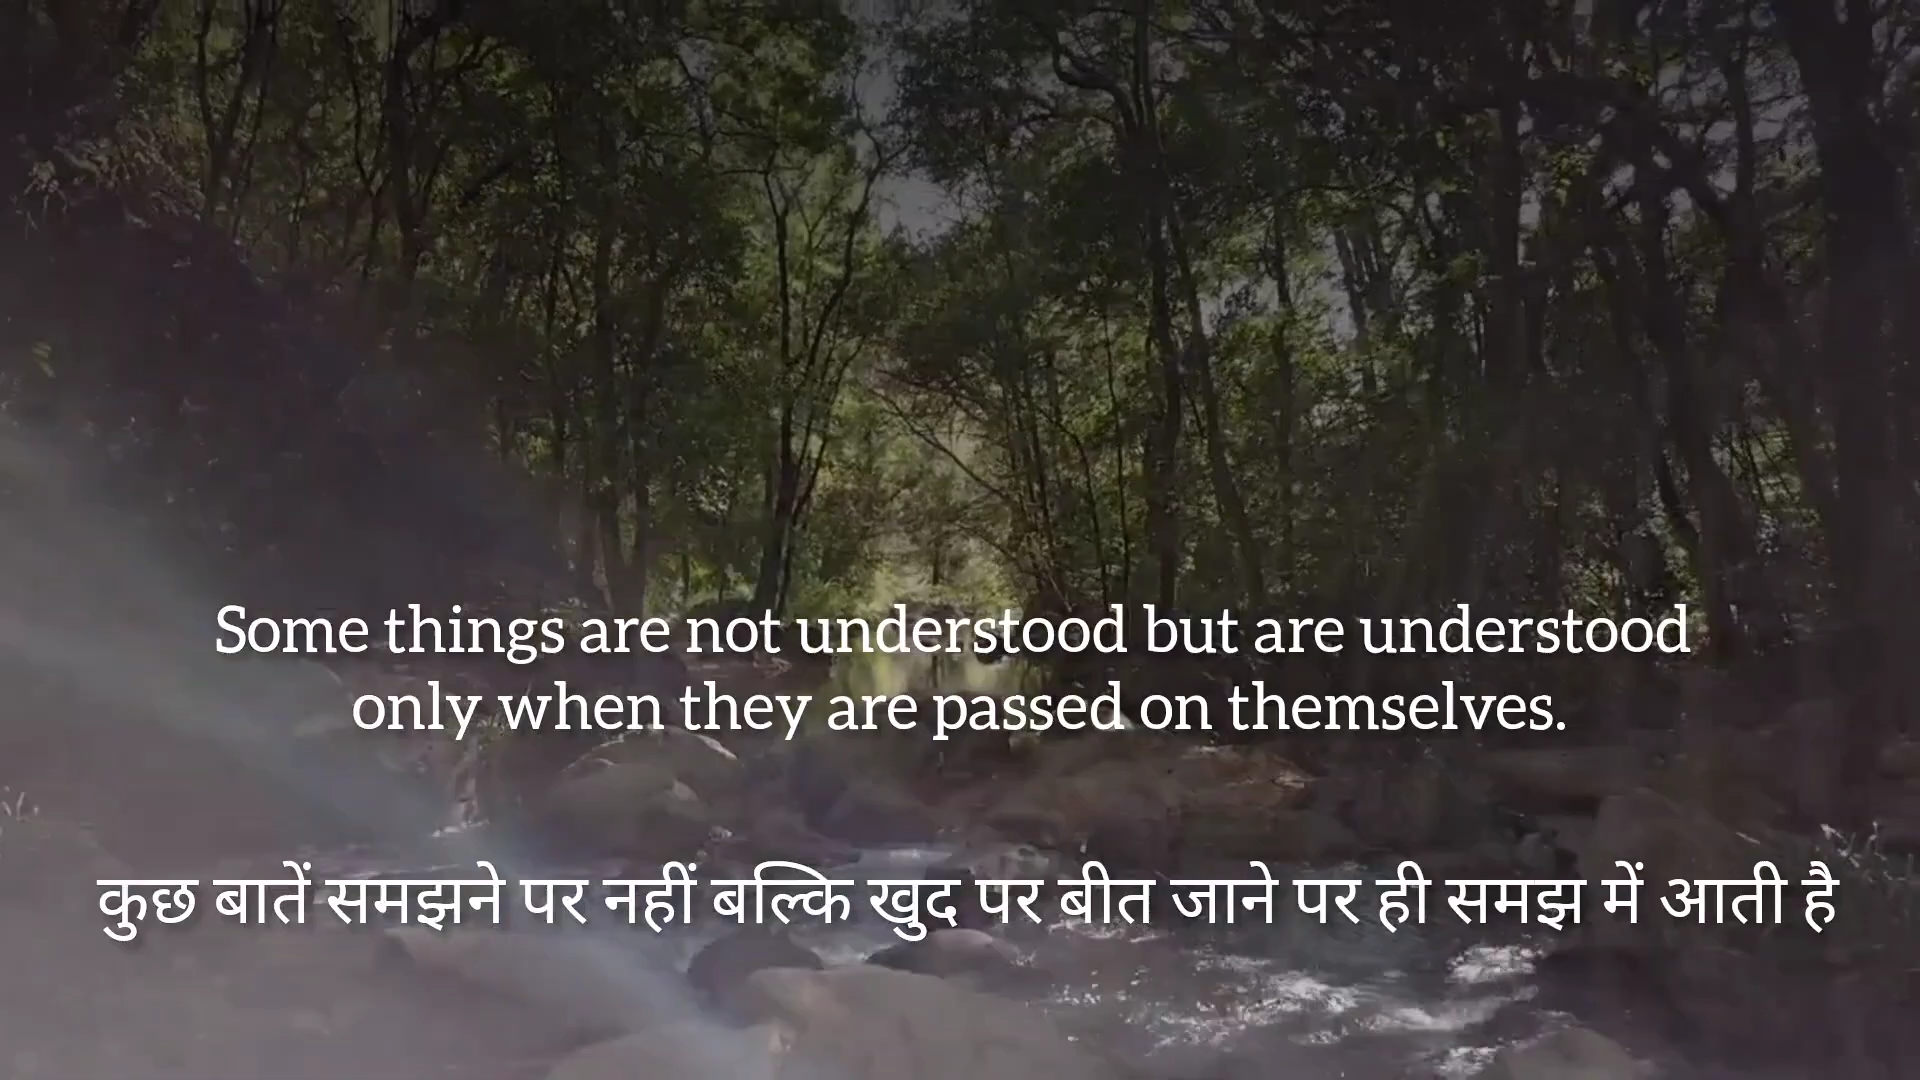 Some things are not understood but are understood
only when they are passed on themselves.
कुछ बातें समझने पर नहीं बल्कि खुद पर बीत जाने पर ही समझ में आती है